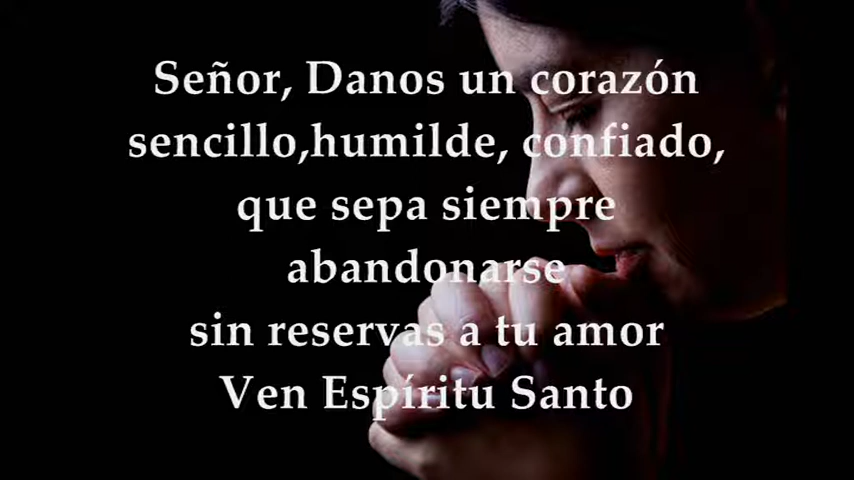 Señor, Danos un corazón
sencillo,humilde, confiado,
que sepa siempre
abandonarse
sin reservas a tu amor
Ven Espíritu Santo